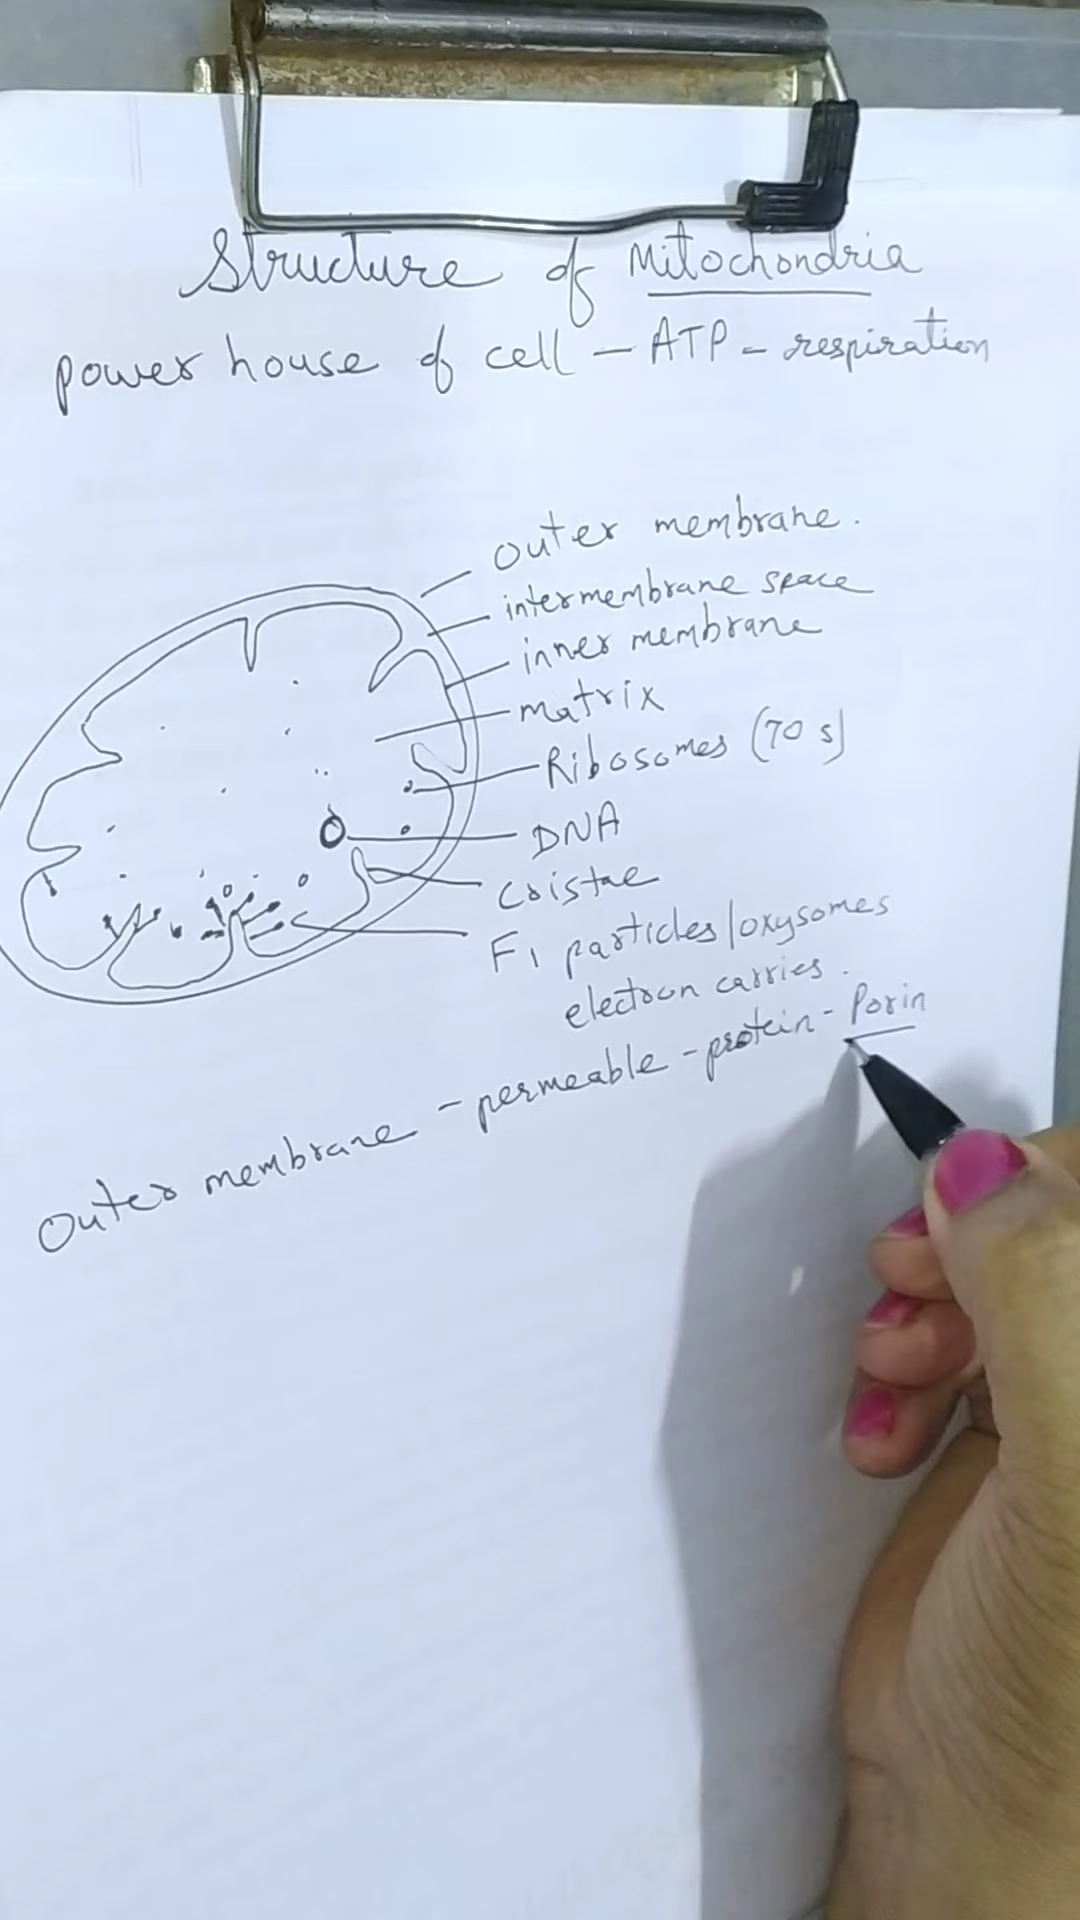 Structure of Mitochondria
power house of cell - ATP - respiration
outer membrane.
intermembrane space
inner membrane
matrix
Ribosomes (70 s)
DNA
Cristae
F1 particles/oxysomes
electron carries.
outer membrane - permeable - protein - Porin